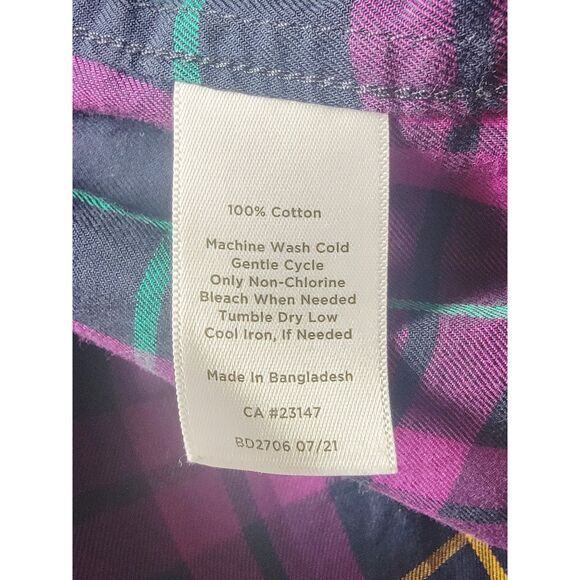 100% Cotton
Machine Wash Cold
Gentle Cycle
Only Non-Chlorine
Bleach When Needed
Tumble Dry Low
Cool Iron, If Needed
Made In Bangladesh
CA #23147
BD2706 07/21